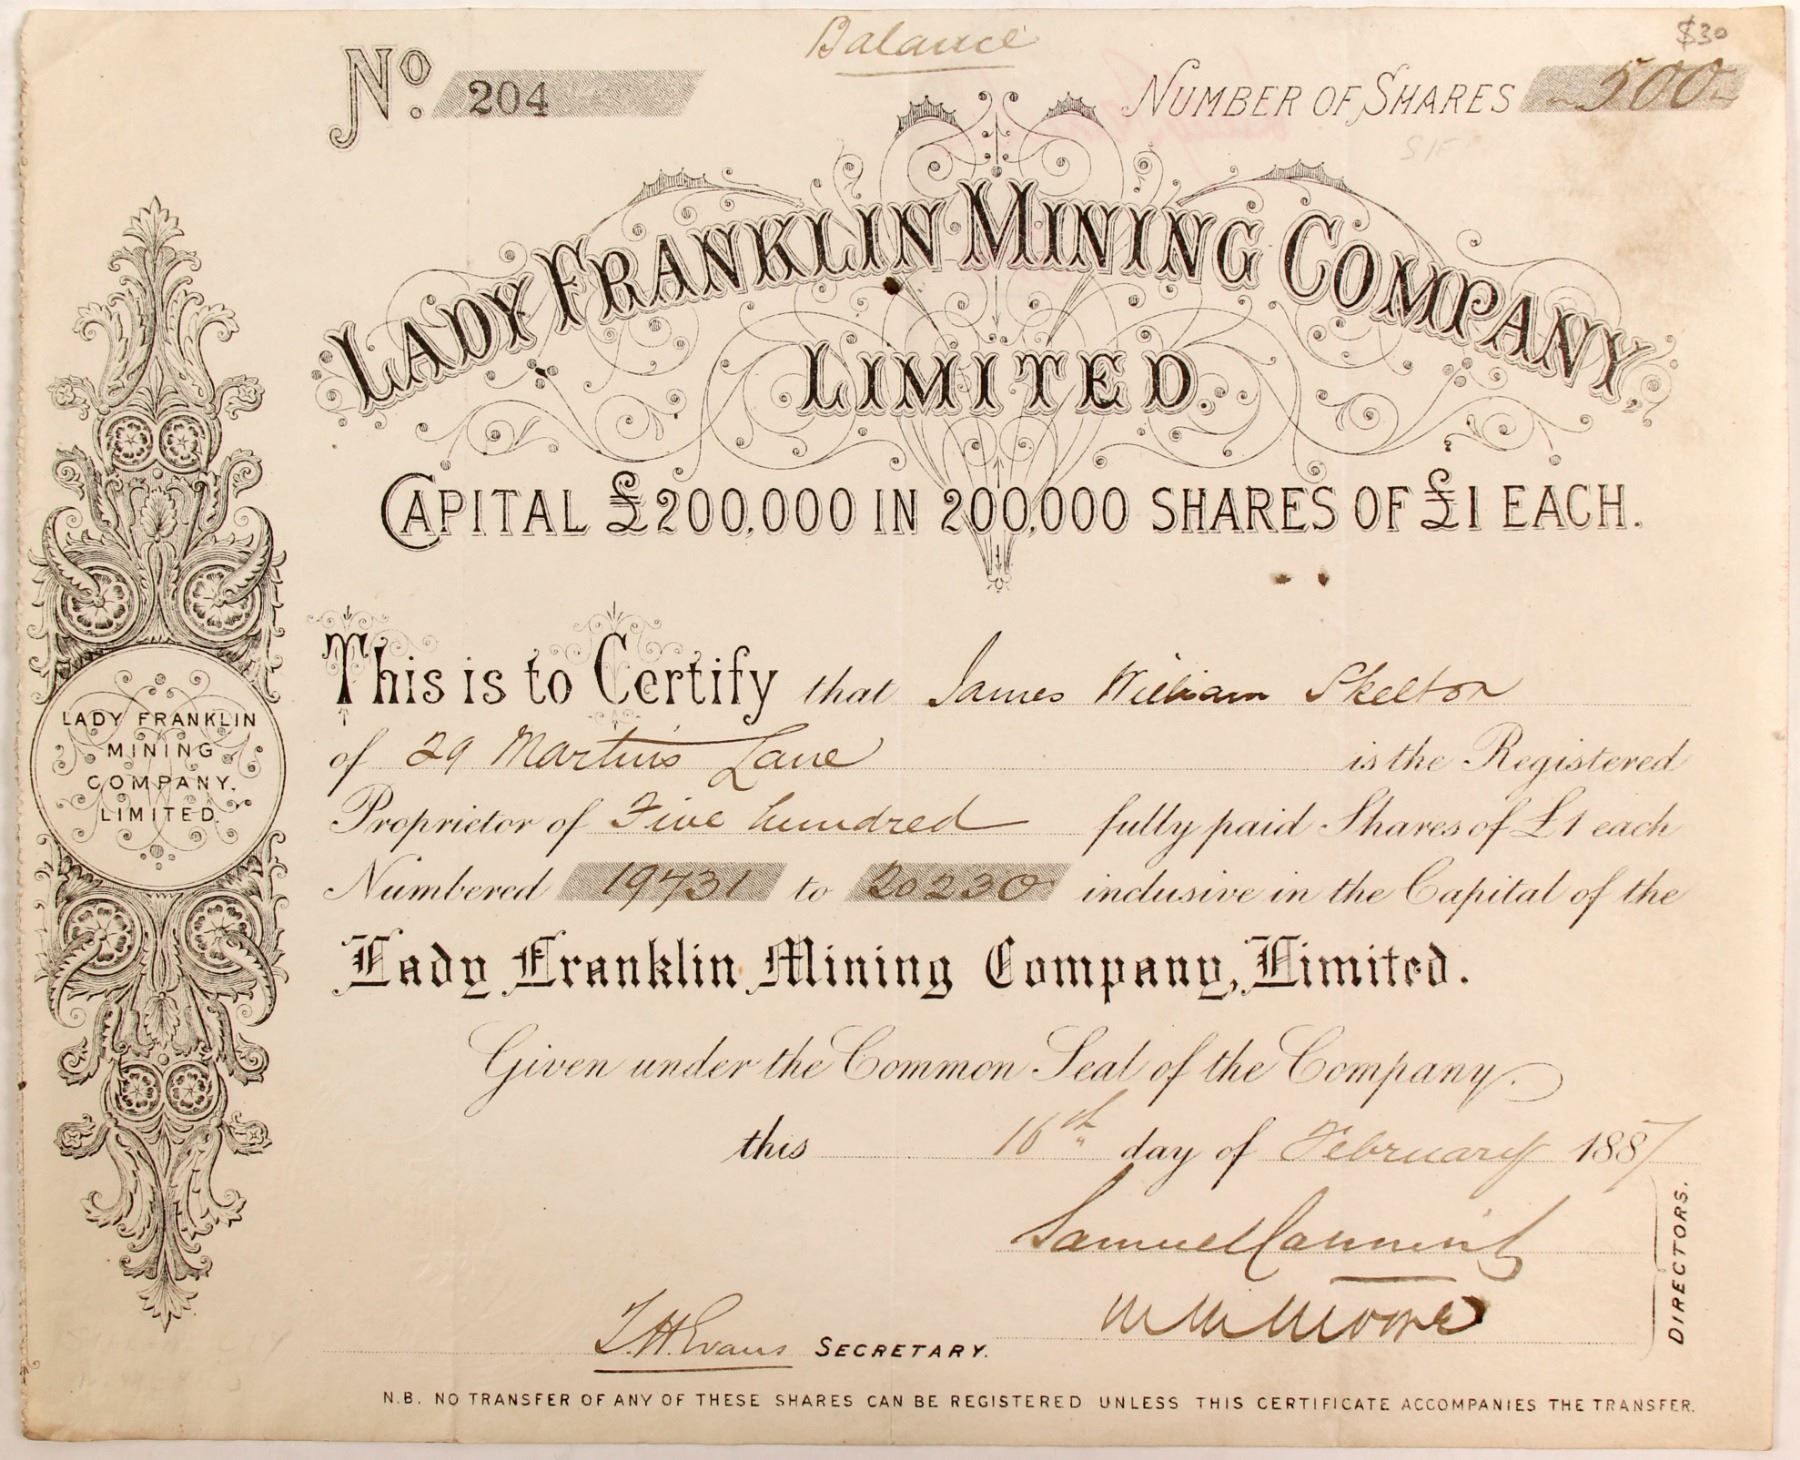 Balance
$30
No. 204
NUMBER OF SHARES 500
LADY FRANKLIN MINING COMPANY,
LIMITED.
CAPITAL £200,000 IN 200,000 SHARES OF £1 EACH.
This is to Certify that James William Skelton
of 29 Martins Lane is the Registered
Proprietor of Five hundred fully paid Shares of £1 each
Numbered 19731 to 20230 inclusive in the Capital of the
Lady Franklin Mining Company, Limited.
Given under the Common Seal of the Company.
this 16th day of February 1887
Samuel Canning
Moore
DIRECTORS.
T.H. Evans SECRETARY.
N.B. NO TRANSFER OF ANY OF THESE SHARES CAN BE REGISTERED UNLESS THIS CERTIFICATE ACCOMPANIES THE TRANSFER.
LADY FRANKLIN
MINING
COMPANY.
LIMITED.